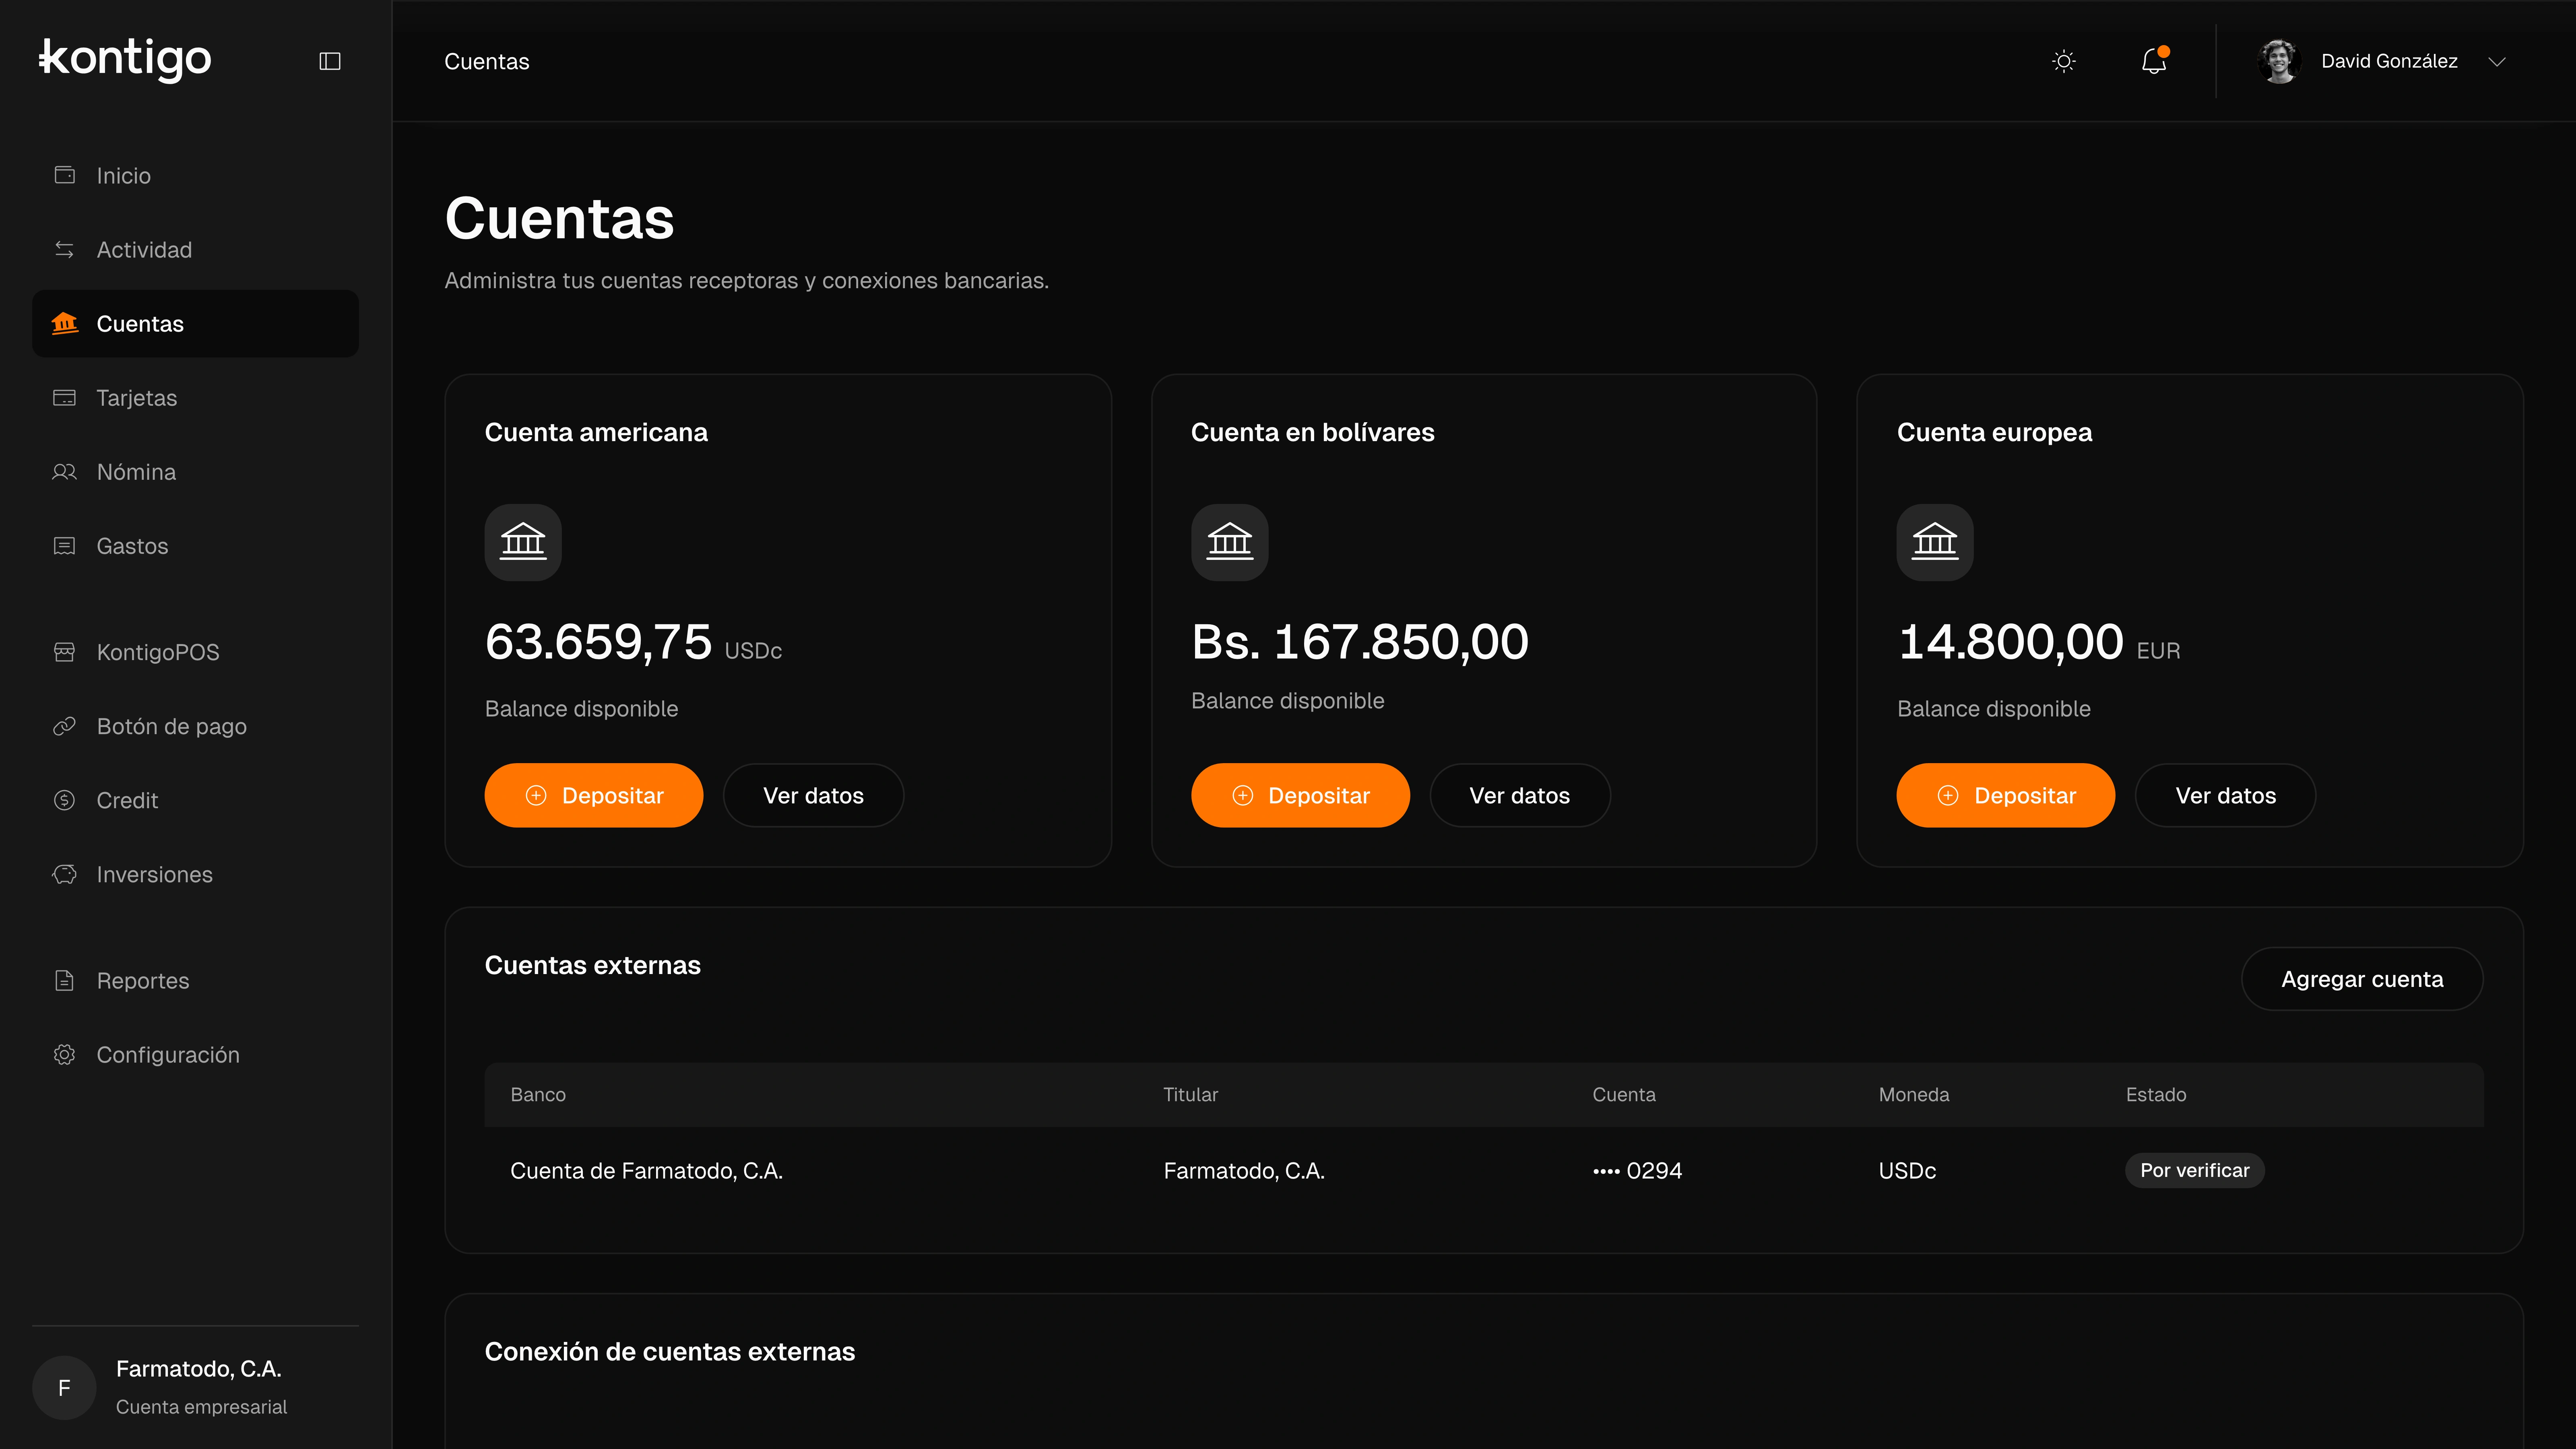 kontigo
Cuentas
David González
Inicio
Actividad
Cuentas
Tarjetas
Nómina
Gastos
KontigoPOS
Botón de pago
Credit
Inversiones
Reportes
Configuración
F
Farmatodo, C.A.
Cuenta empresarial
Cuentas
Administra tus cuentas receptoras y conexiones bancarias.
Cuenta americana
63.659,75 USDc
Balance disponible
Depositar
Ver datos
Cuenta en bolívares
Bs. 167.850,00
Balance disponible
Depositar
Ver datos
Cuenta europea
14.800,00 EUR
Balance disponible
Depositar
Ver datos
Cuentas externas
Agregar cuenta
Banco Titular Cuenta Moneda Estado
Cuenta de Farmatodo, C.A. Farmatodo, C.A. •••• 0294 USDc Por verificar
Conexión de cuentas externas